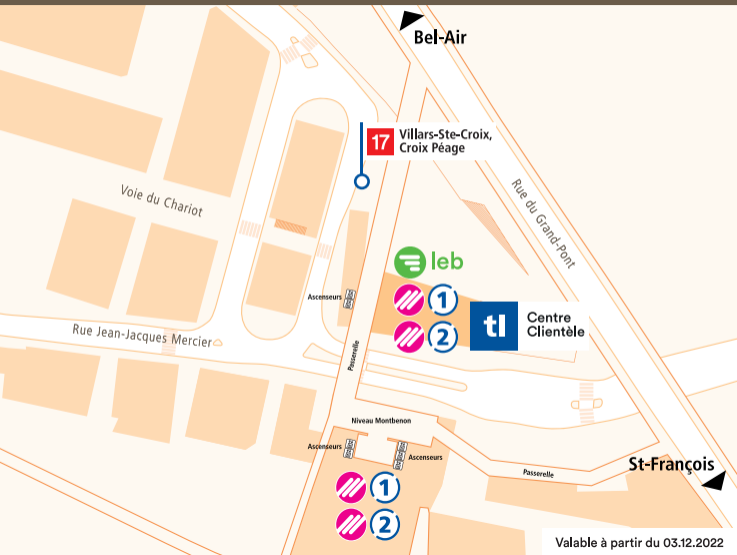 Bel-Air
17 Villars-Ste-Croix,
Croix Péage
Voie du Chariot
Rue du Grand-Pont
leb
Ascenseurs
1
2
tl
Centre
Clientèle
Rue Jean-Jacques Mercier
Passerelle
Niveau Montbenon
Ascenseurs
Ascenseurs
Passerelle
St-François
1
2
Valable à partir du 03.12.2022